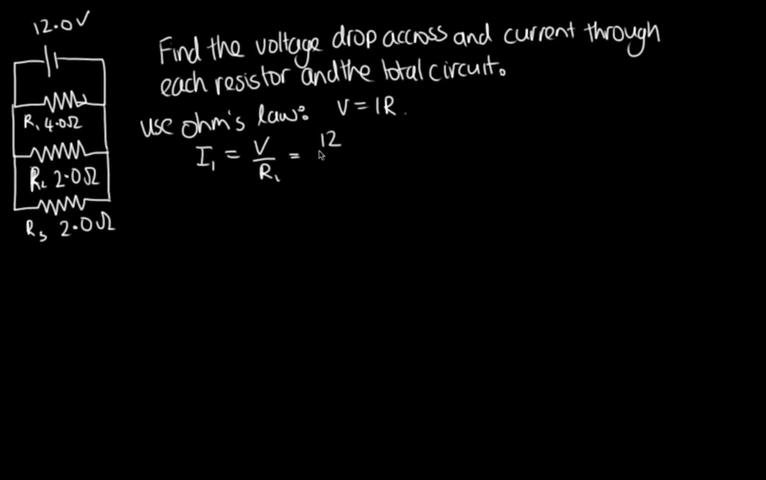 12.0V
R1 4.0Ω
R2 2.0Ω
R3 2.0Ω
Find the voltage drop accross and current through
each resistor and the total circuit.
use ohm's law: V = IR.
I1 = V/R1 = 12